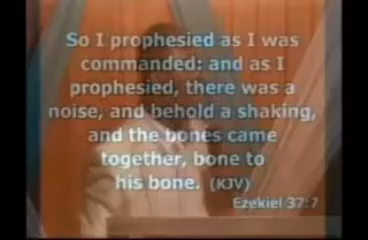 So I prophesied as I was
commanded: and as I
prophesied, there was a
noise, and behold a shaking,
and the bones came
together, bone to
his bone. (KJV)
Ezekiel 37:7